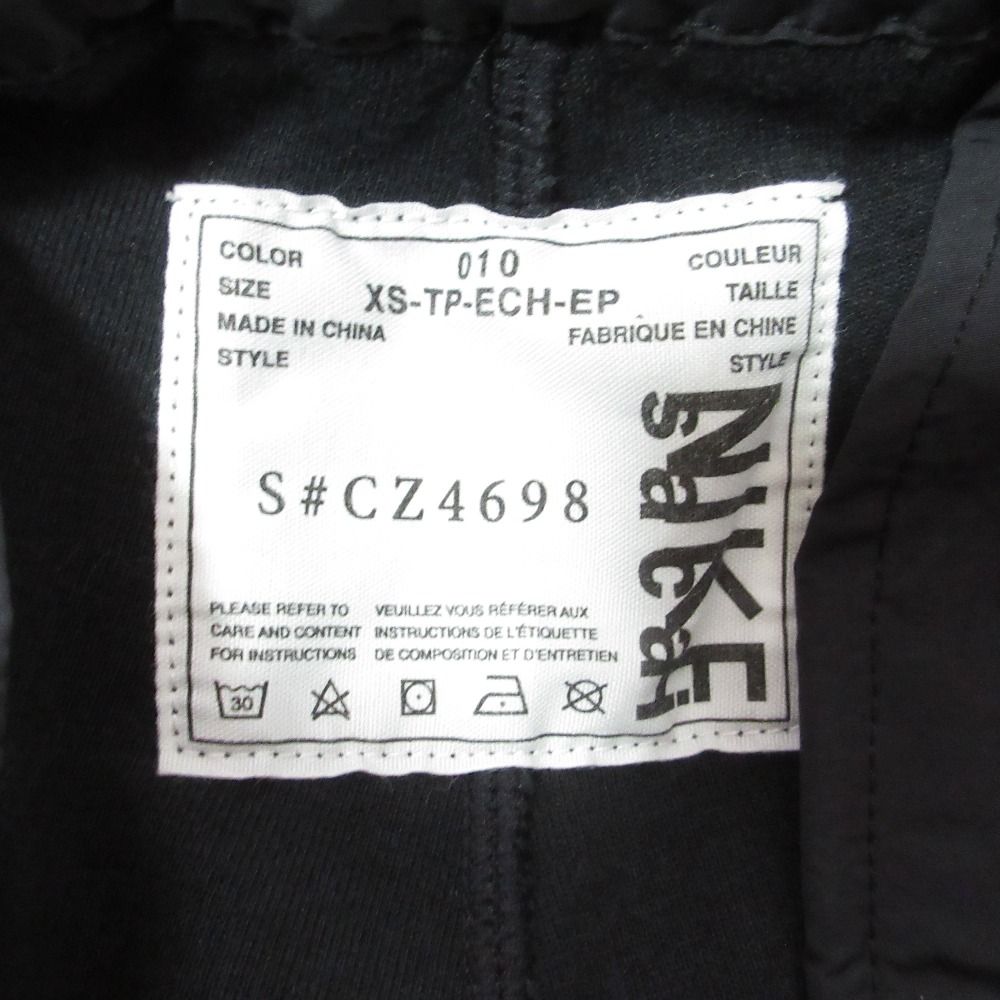 COLOR 010 COULEUR
SIZE XS-TP-ECH-EP TAILLE
MADE IN CHINA FABRIQUE EN CHINE
STYLE STYLE
S#CZ4698
NIKE
sacai
PLEASE REFER TO VEUILLEZ VOUS RÉFÉRER AUX
CARE AND CONTENT INSTRUCTIONS DE L'ÉTIQUETTE
FOR INSTRUCTIONS DE COMPOSITION ET D'ENTRETIEN
30